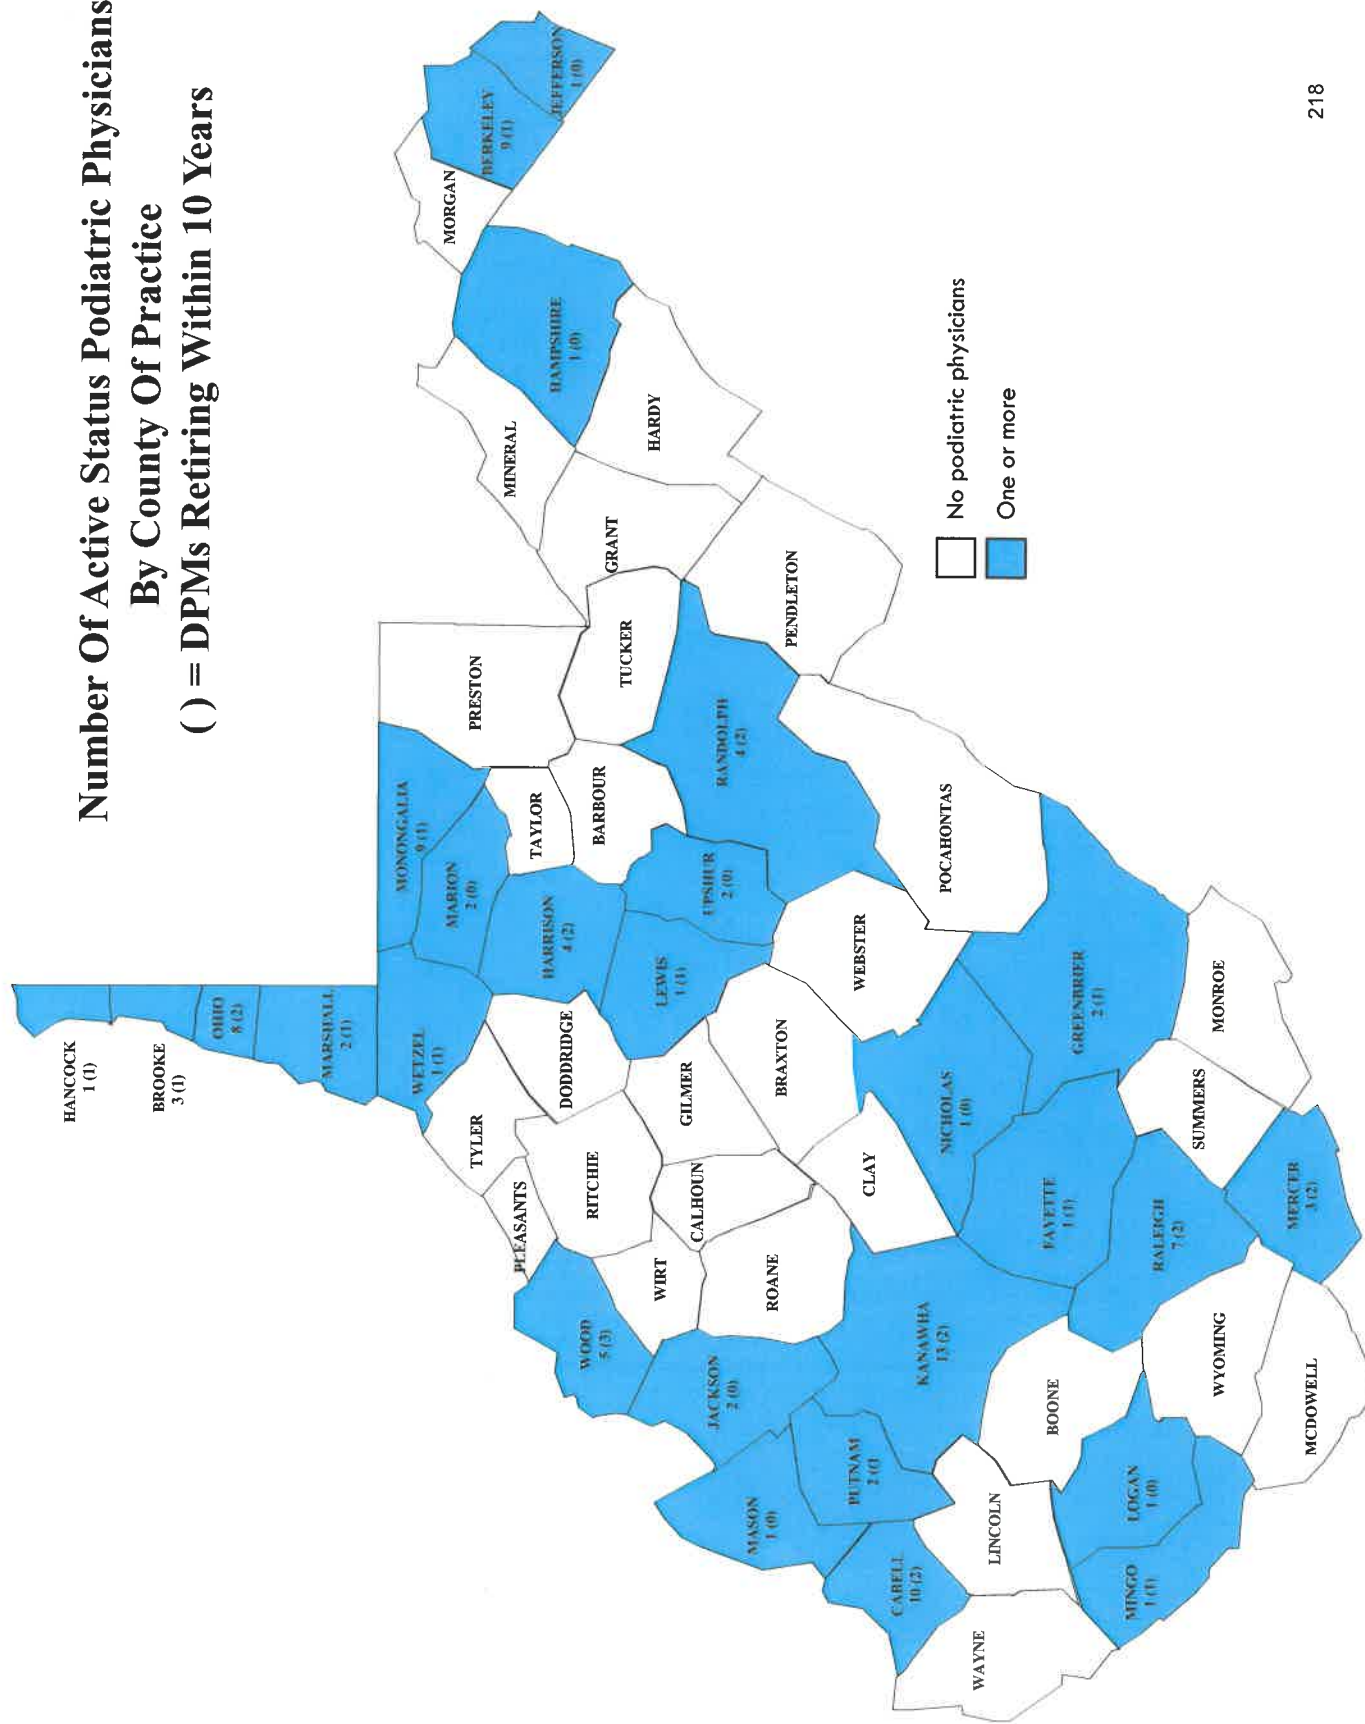 Number Of Active Status Podiatric Physicians
By County Of Practice
( ) = DPMs Retiring Within 10 Years
HANCOCK
1 (1)
BROOKE
3 (1)
OHIO
8 (2)
MARSHALL
2 (1)
WETZEL
1 (1)
MONONGALIA
9 (1)
MARION
2 (0)
PRESTON
TAYLOR
BARBOUR
TUCKER
GRANT
MINERAL
HAMPSHIRE
1 (0)
MORGAN
BERKELEY
9 (1)
JEFFERSON
1 (0)
HARDY
PENDLETON
TYLER
PLEASANTS
DODDRIDGE
HARRISON
4 (2)
RITCHIE
WOOD
5 (3)
WIRT
CALHOUN
GILMER
LEWIS
1 (1)
UPSHUR
2 (0)
RANDOLPH
4 (2)
JACKSON
2 (0)
ROANE
BRAXTON
WEBSTER
POCAHONTAS
MASON
1 (0)
PUTNAM
CLAY
KANAWHA
13 (2)
NICHOLAS
1 (0)
CABELL
10 (2)
WAYNE
LINCOLN
BOONE
FAYETTE
1 (1)
GREENBRIER
2 (1)
LOGAN
1 (0)
MINGO
1 (1)
RALEIGH
7 (2)
SUMMERS
MONROE
WYOMING
MERCER
3 (2)
MCDOWELL
No podiatric physicians
One or more
218